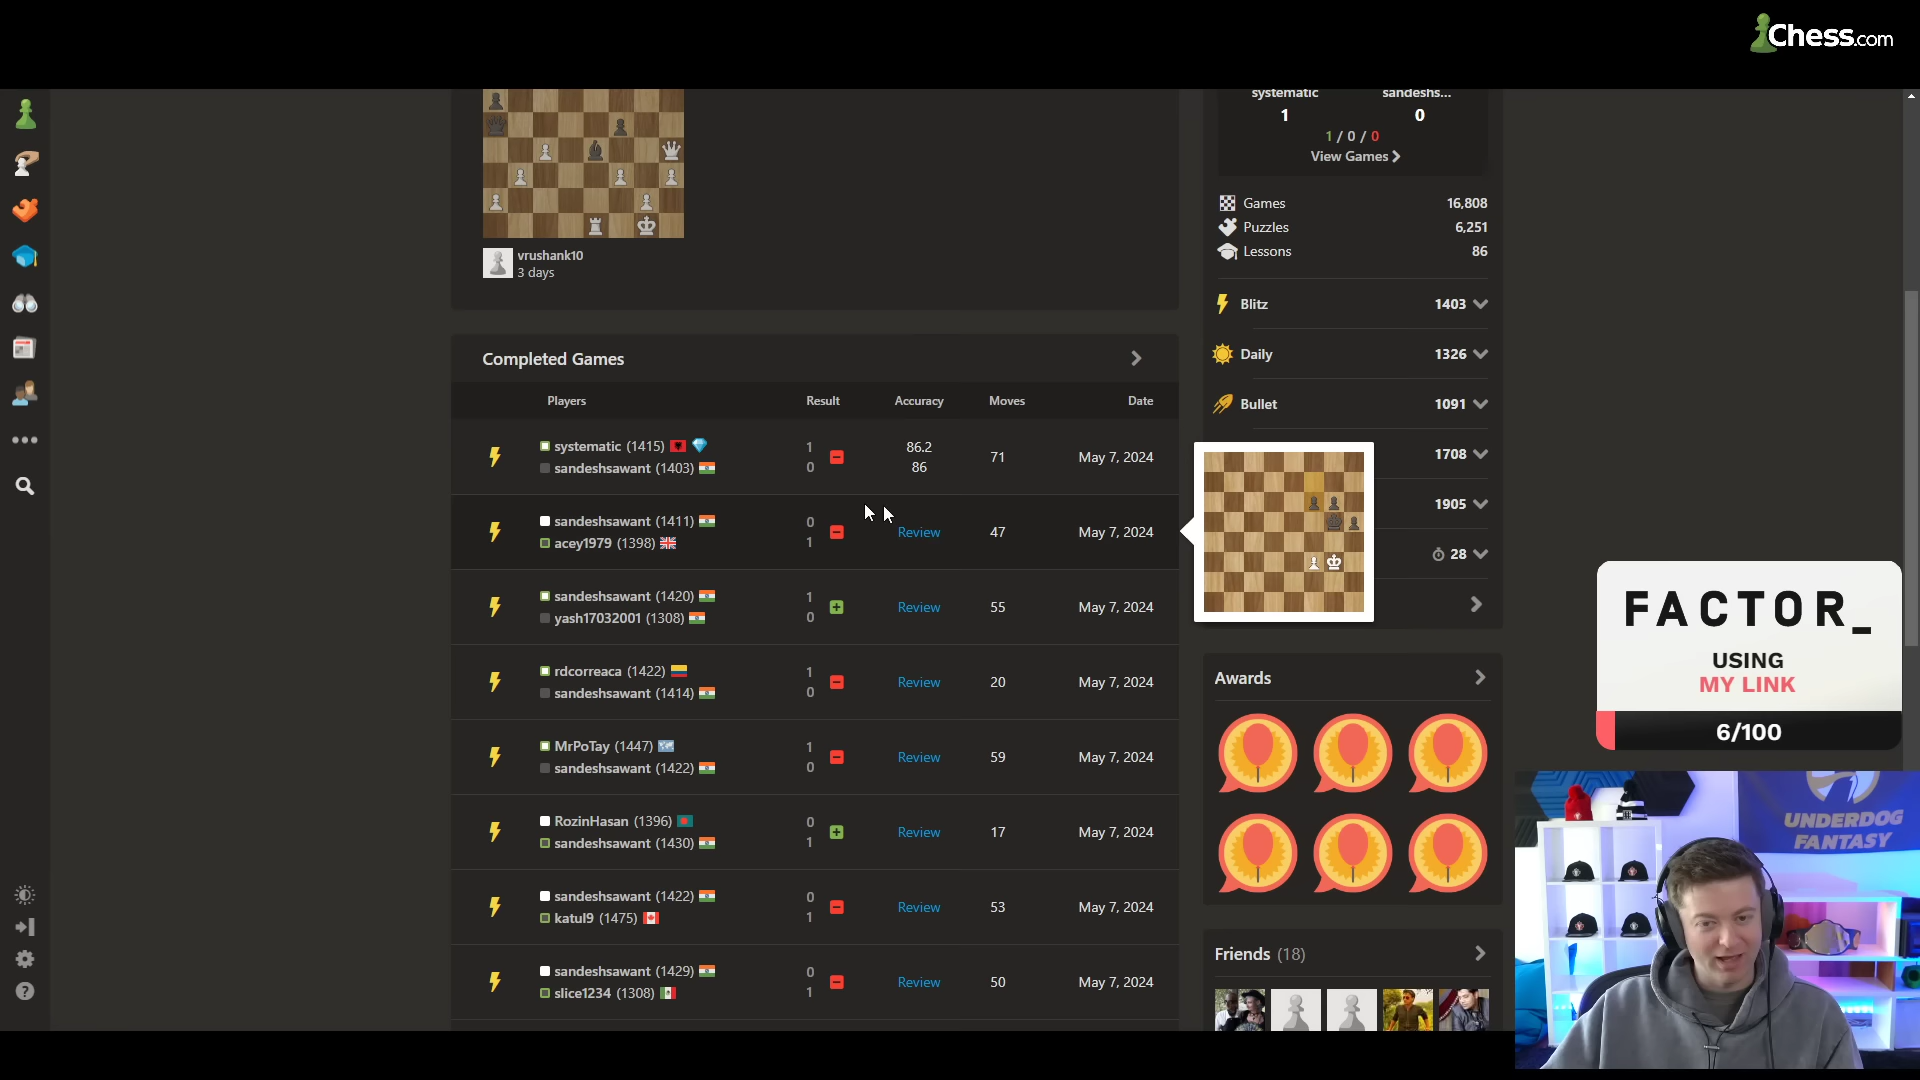 Chess.com
systematic
sandeshs...
1
0
1 / 0 / 0
View Games
vrushank10
3 days
Games
16,808
Puzzles
6,251
Lessons
86
Blitz
1403
Daily
1326
Bullet
1091
1708
1905
28
Completed Games
Players
Result
Accuracy
Moves
Date
systematic (1415)
sandeshsawant (1403)
1
0
86.2
86
71
May 7, 2024
sandeshsawant (1411)
acey1979 (1398)
0
1
Review
47
May 7, 2024
sandeshsawant (1420)
yash17032001 (1308)
1
0
Review
55
May 7, 2024
rdcorreaca (1422)
sandeshsawant (1414)
1
0
Review
20
May 7, 2024
MrPoTay (1447)
sandeshsawant (1422)
1
0
Review
59
May 7, 2024
RozinHasan (1396)
sandeshsawant (1430)
0
1
Review
17
May 7, 2024
sandeshsawant (1422)
katul9 (1475)
0
1
Review
53
May 7, 2024
sandeshsawant (1429)
slice1234 (1308)
0
1
Review
50
May 7, 2024
Awards
Friends (18)
FACTOR_
USING
MY LINK
6/100
UNDERDOG
FANTASY